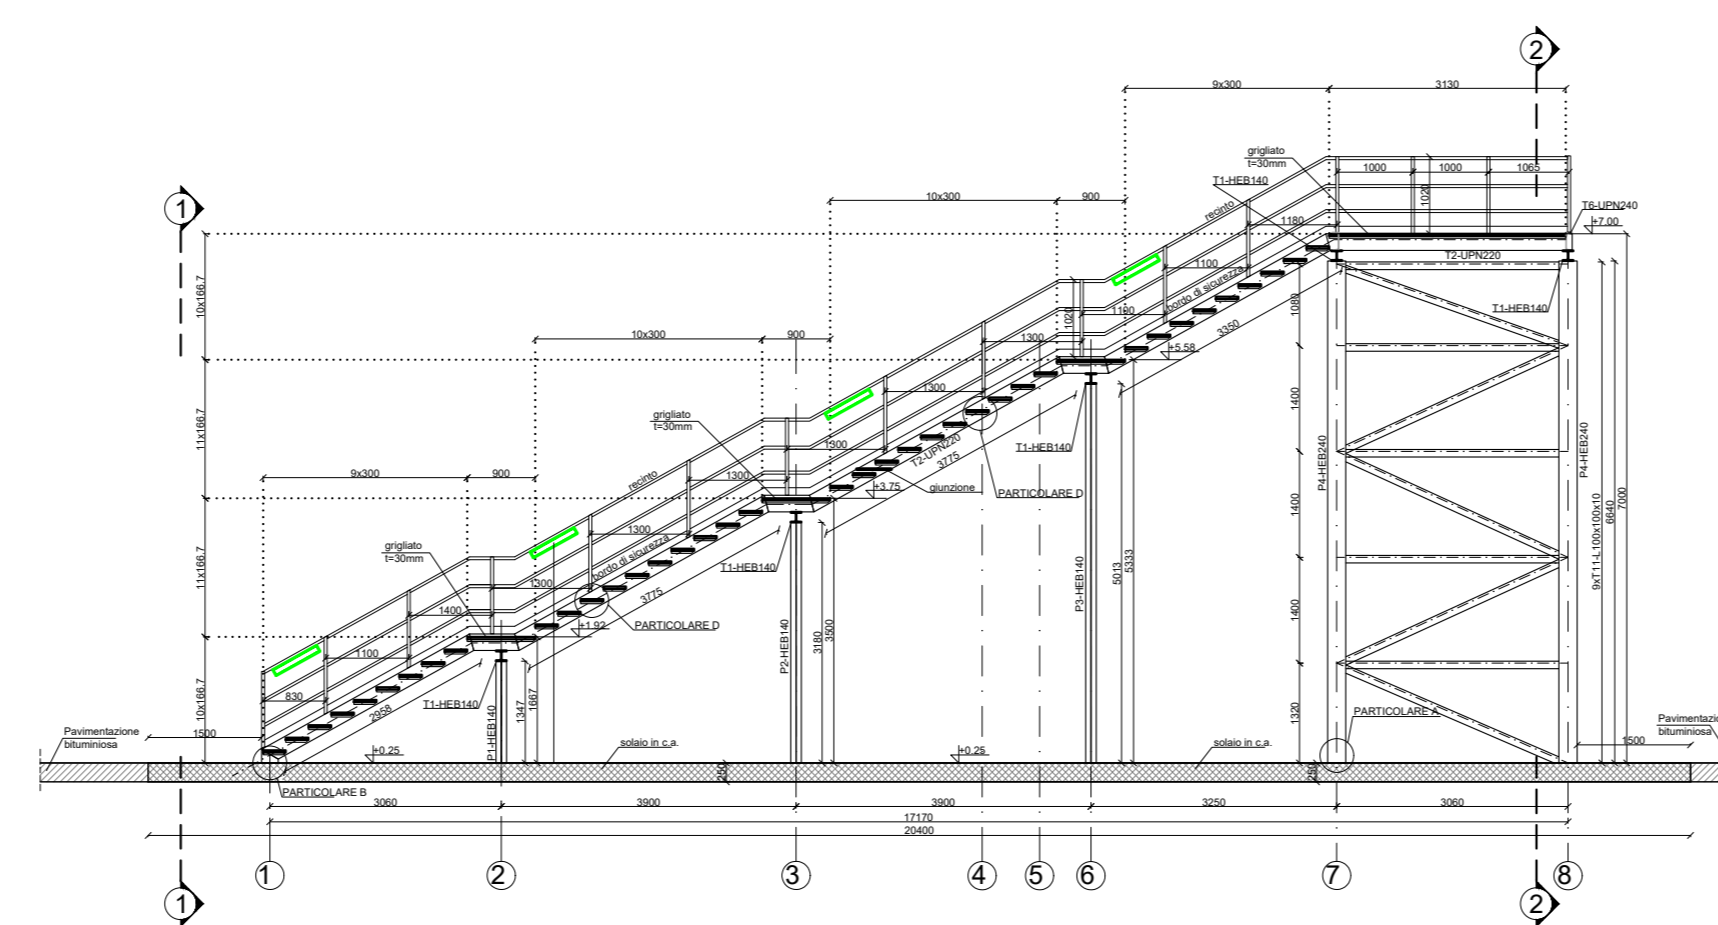 2
9x300
3130
grigliato
t=30mm
T1-HEB140
1000
1000
1065
1020
1
10x300
900
recinto
1180
T6-UPN240
+7.00
T2-UPN220
1100
bordo di sicurezza
10x166.7
1020
1100
3350
1080
T1-HEB140
10x300
900
1300
+5.58
11x166.7
grigliato
t=30mm
1300
1400
1300
T2-UPN220
3775
T1-HEB140
P4-HEB240
P4-HEB240
9x300
900
recinto
1300
+3.75
giunzione
PARTICOLARE D
1400
9xT11-L100x100x10
6640
7000
11x166.7
grigliato
t=30mm
1300
bordo di sicurezza
1300
3775
T1-HEB140
P3-HEB140
5013
5333
1400
+1.92
PARTICOLARE D
1100
P2-HEB140
3180
3500
10x166.7
830
2958
T1-HEB140
P1-HEB140
1347
1667
1320
PARTICOLARE A
Pavimentazione
bituminiosa
1500
+0.25
solaio in c.a.
+0.25
solaio in c.a.
1500
Pavimentazio
bituminiosa
250
250
PARTICOLARE B
3060
3900
3900
3250
3060
17170
20400
1
2
3
4
5
6
7
8
1
2